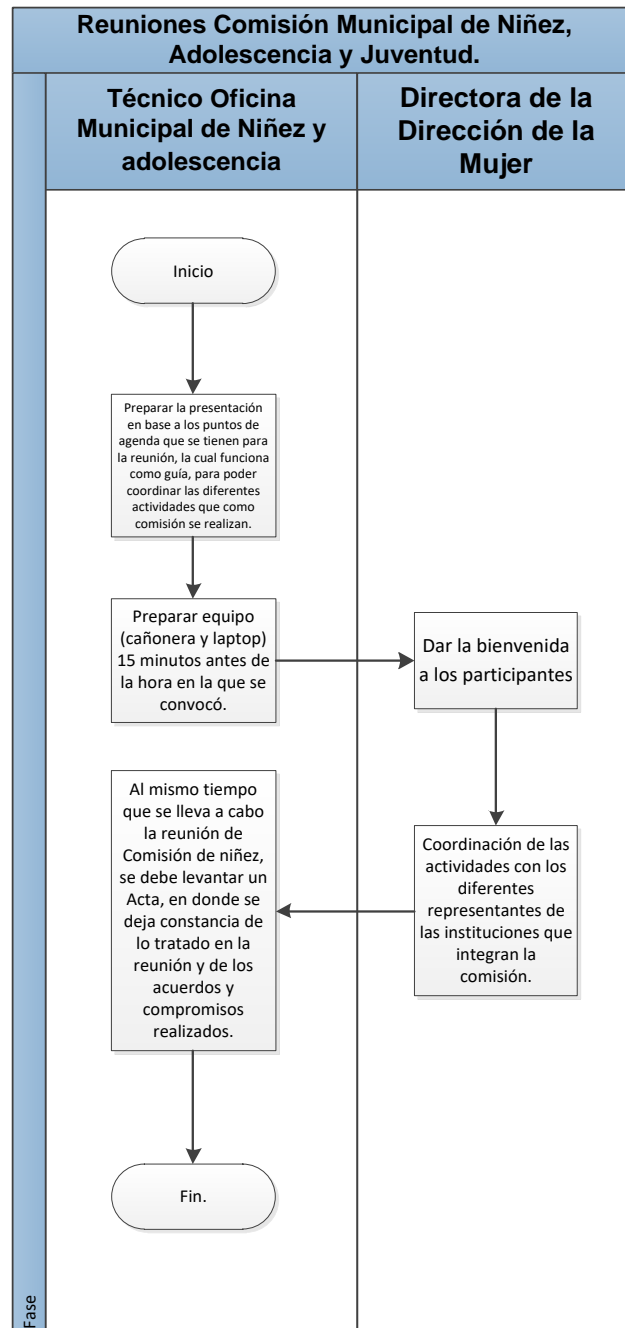 Reuniones Comisión Municipal de Niñez,
Adolescencia y Juventud.
Técnico Oficina
Municipal de Niñez y
adolescencia
Directora de la
Dirección de la
Mujer
Inicio
Preparar la presentación
en base a los puntos de
agenda que se tienen para
la reunión, la cual funciona
como guía, para poder
coordinar las diferentes
actividades que como
comisión se realizan.
Preparar equipo
(cañonera y laptop)
15 minutos antes de
la hora en la que se
convocó.
Dar la bienvenida
a los participantes
Coordinación de las
actividades con los
diferentes
representantes de
las instituciones que
integran la
comisión.
Al mismo tiempo
que se lleva a cabo
la reunión de
Comisión de niñez,
se debe levantar un
Acta, en donde se
deja constancia de
lo tratado en la
reunión y de los
acuerdos y
compromisos
realizados.
Fin.
Fase